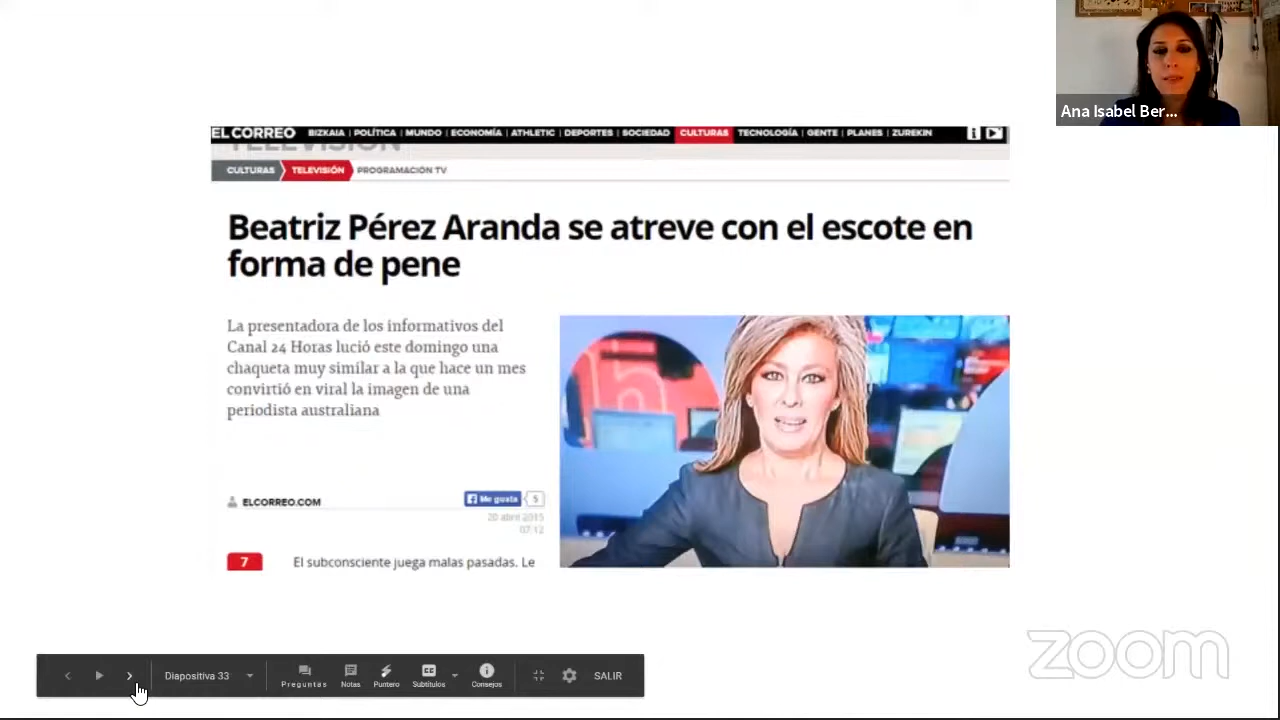 Ana Isabel Ber...
EL CORREO BIZKAIA | POLÍTICA | MUNDO | ECONOMÍA | ATHLETIC | DEPORTES | SOCIEDAD CULTURAS TECNOLOGÍA | GENTE | PLANES | ZUREKIN
TELEVISIÓN
CULTURAS TELEVISIÓN PROGRAMACIÓN TV
Beatriz Pérez Aranda se atreve con el escote en
forma de pene
La presentadora de los informativos del
Canal 24 Horas lució este domingo una
chaqueta muy similar a la que hace un mes
convirtió en viral la imagen de una
periodista australiana
ELCORREO.COM
Me gusta 5
20 abril 2015
07:12
7 El subconsciente juega malas pasadas. Le
zoom
Diapositiva 33
Preguntas Notas Puntero Subtítulos Consejos SALIR